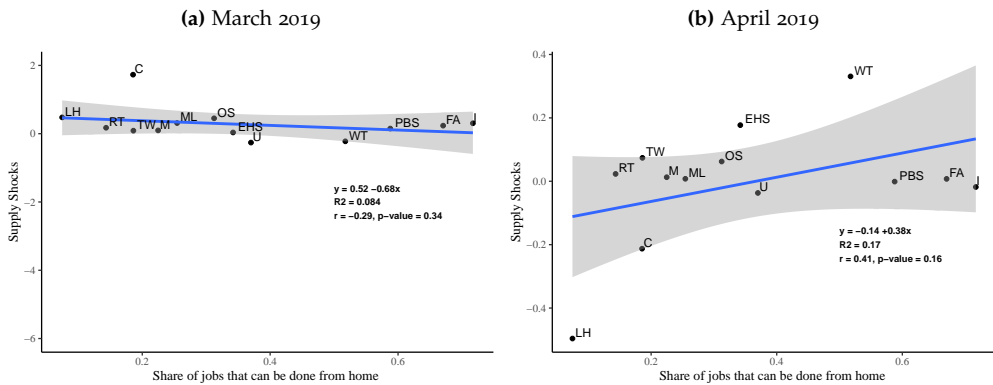 (a) March 2019
2
0
−2
−4
−6
Supply Shocks
C
LH
RT
TW
M
ML
OS
EHS
U
WT
PBS
FA
I
y = 0.52 −0.68x
R2 = 0.084
r = −0.29, p−value = 0.34
0.2
0.4
0.6
Share of jobs that can be done from home
(b) April 2019
0.4
0.2
0.0
−0.2
−0.4
Supply Shocks
WT
EHS
TW
OS
RT
M
ML
U
PBS
FA
I
C
LH
y = −0.14 +0.38x
R2 = 0.17
r = 0.41, p−value = 0.16
0.2
0.4
0.6
Share of jobs that can be done from home